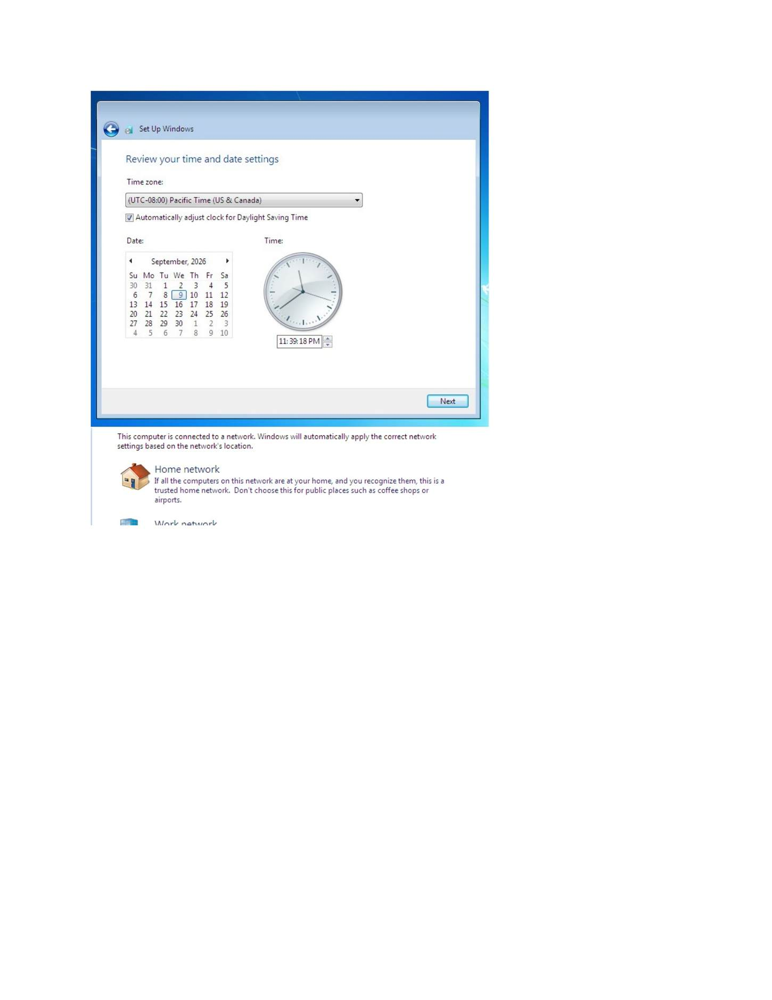 Set Up Windows
Review your time and date settings
Time zone:
(UTC-08:00) Pacific Time (US & Canada)
Automatically adjust clock for Daylight Saving Time
Date:
Time:
September, 2026
Su Mo Tu We Th Fr Sa
30 31 1 2 3 4 5
6 7 8 9 10 11 12
13 14 15 16 17 18 19
20 21 22 23 24 25 26
27 28 29 30 1 2 3
4 5 6 7 8 9 10
11:39:18 PM
Next
This computer is connected to a network. Windows will automatically apply the correct network
settings based on the network's location.
Home network
If all the computers on this network are at your home, and you recognize them, this is a
trusted home network.  Don't choose this for public places such as coffee shops or
airports.
Work network